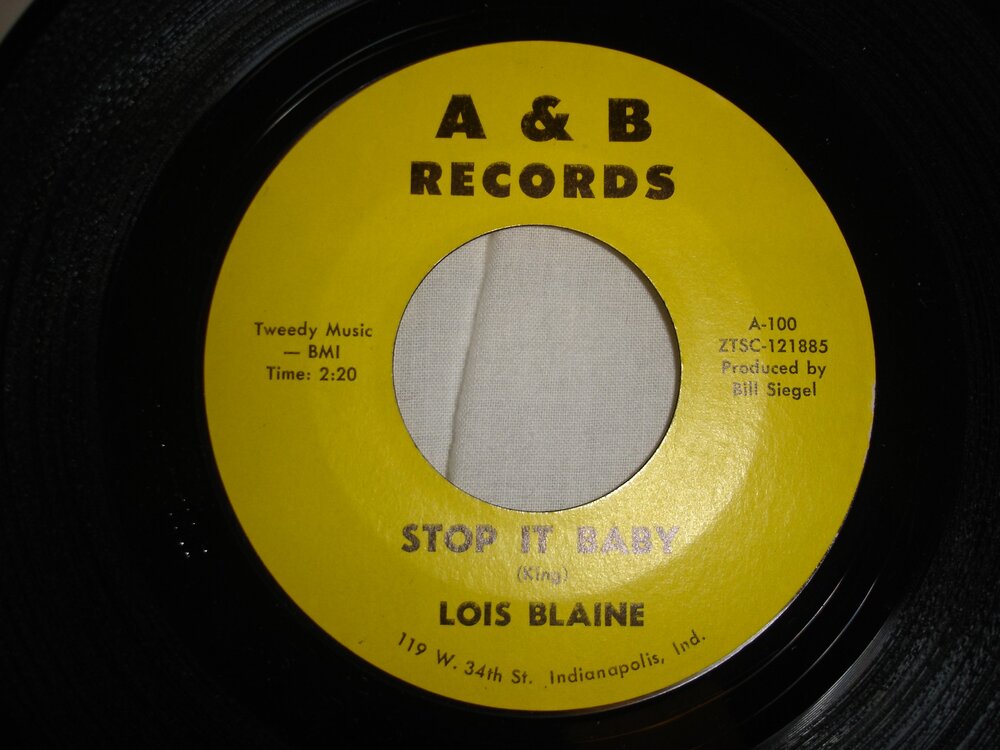 A & B
RECORDS
Tweedy Music
— BMI
Time: 2:20
A-100
ZTSC-121885
Produced by
Bill Siegel
STOP IT BABY
(King)
LOIS BLAINE
119 W. 34th St. Indianapolis, Ind.